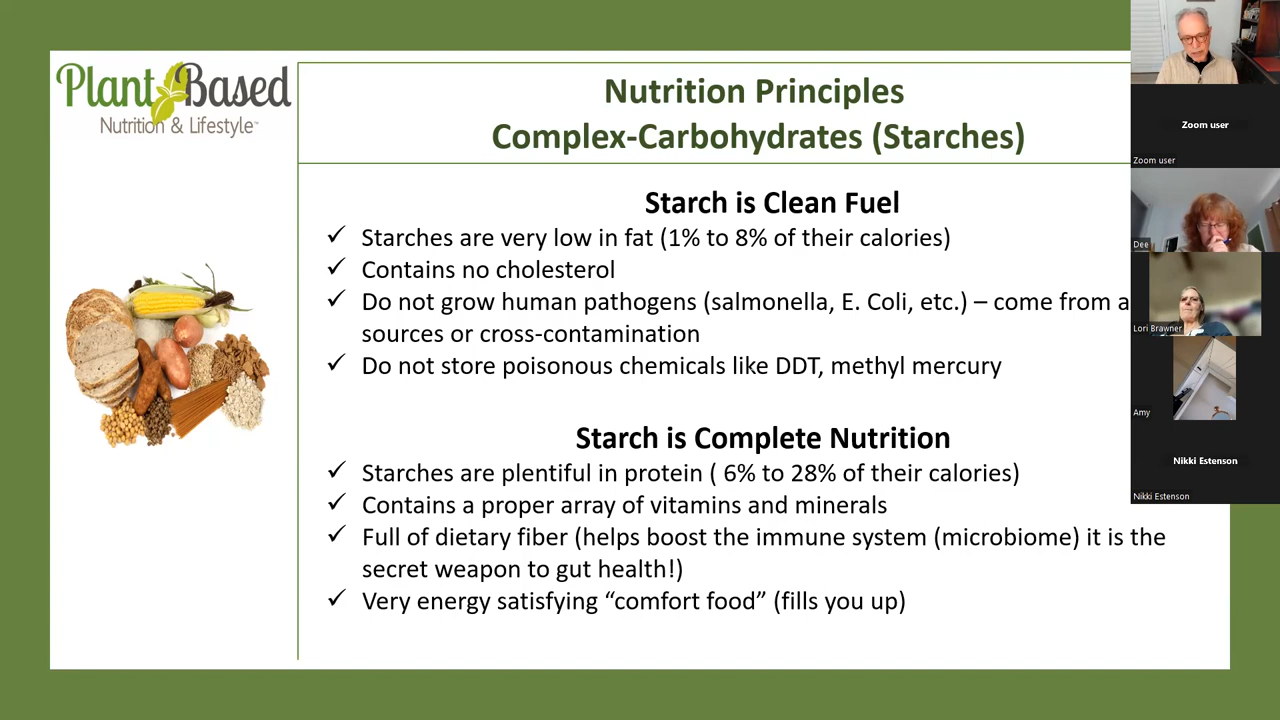 Plant Based
Nutrition & Lifestyle™
Nutrition Principles
Complex-Carbohydrates (Starches)
Starch is Clean Fuel
✓ Starches are very low in fat (1% to 8% of their calories)
✓ Contains no cholesterol
✓ Do not grow human pathogens (salmonella, E. Coli, etc.) – come from a
sources or cross-contamination
✓ Do not store poisonous chemicals like DDT, methyl mercury
Starch is Complete Nutrition
✓ Starches are plentiful in protein ( 6% to 28% of their calories)
✓ Contains a proper array of vitamins and minerals
✓ Full of dietary fiber (helps boost the immune system (microbiome) it is the
secret weapon to gut health!)
✓ Very energy satisfying “comfort food” (fills you up)
Zoom user
Zoom user
Dee
Lori Brawner
Amy
Nikki Estenson
Nikki Estenson